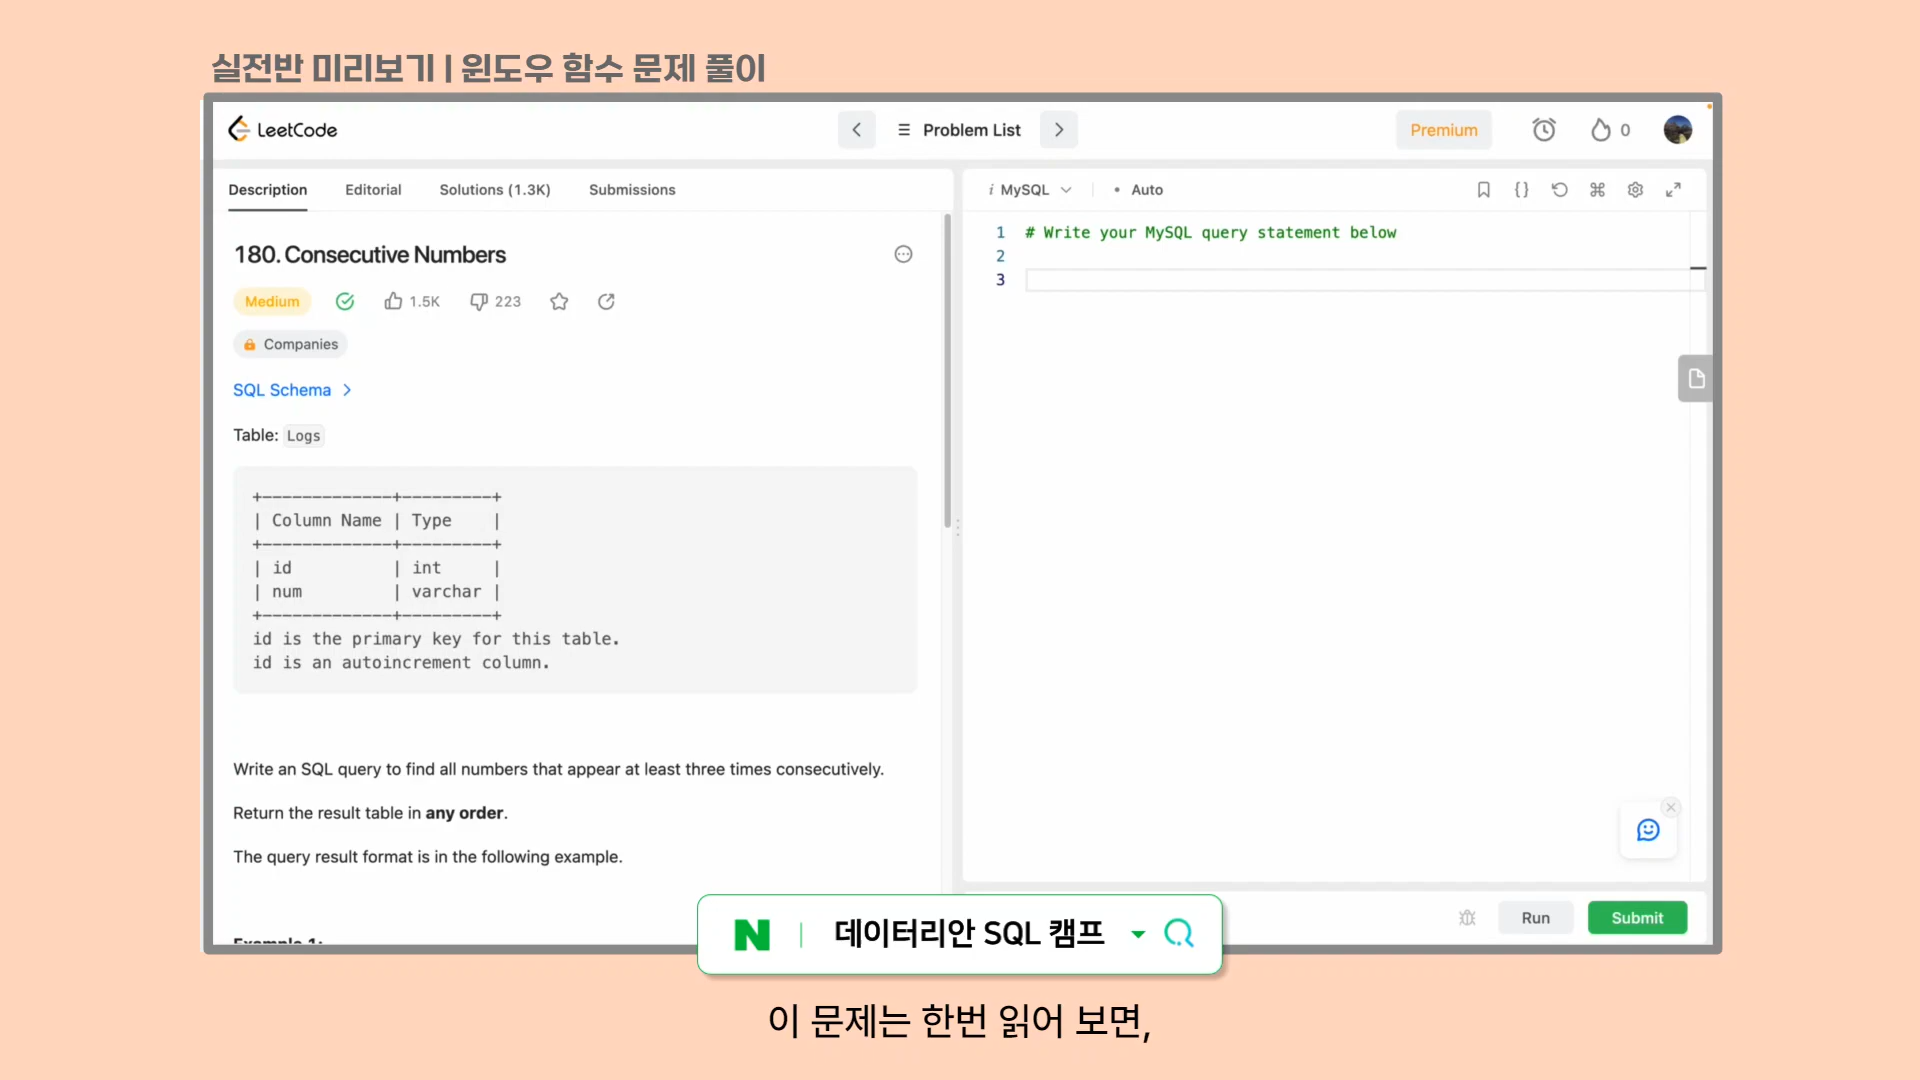 실전반 미리보기 | 윈도우 함수 문제 풀이
LeetCode
Problem List
Premium
0
Description
Editorial
Solutions (1.3K)
Submissions
i MySQL
• Auto
180. Consecutive Numbers
Medium
1.5K
223
Companies
SQL Schema
Table: Logs
+-------------+---------+
| Column Name | Type    |
+-------------+---------+
| id          | int     |
| num         | varchar |
+-------------+---------+
id is the primary key for this table.
id is an autoincrement column.
Write an SQL query to find all numbers that appear at least three times consecutively.
Return the result table in any order.
The query result format is in the following example.
Example 1:
1 # Write your MySQL query statement below
2
3
Run
Submit
N | 데이터리안 SQL 캠프
이 문제는 한번 읽어 보면,